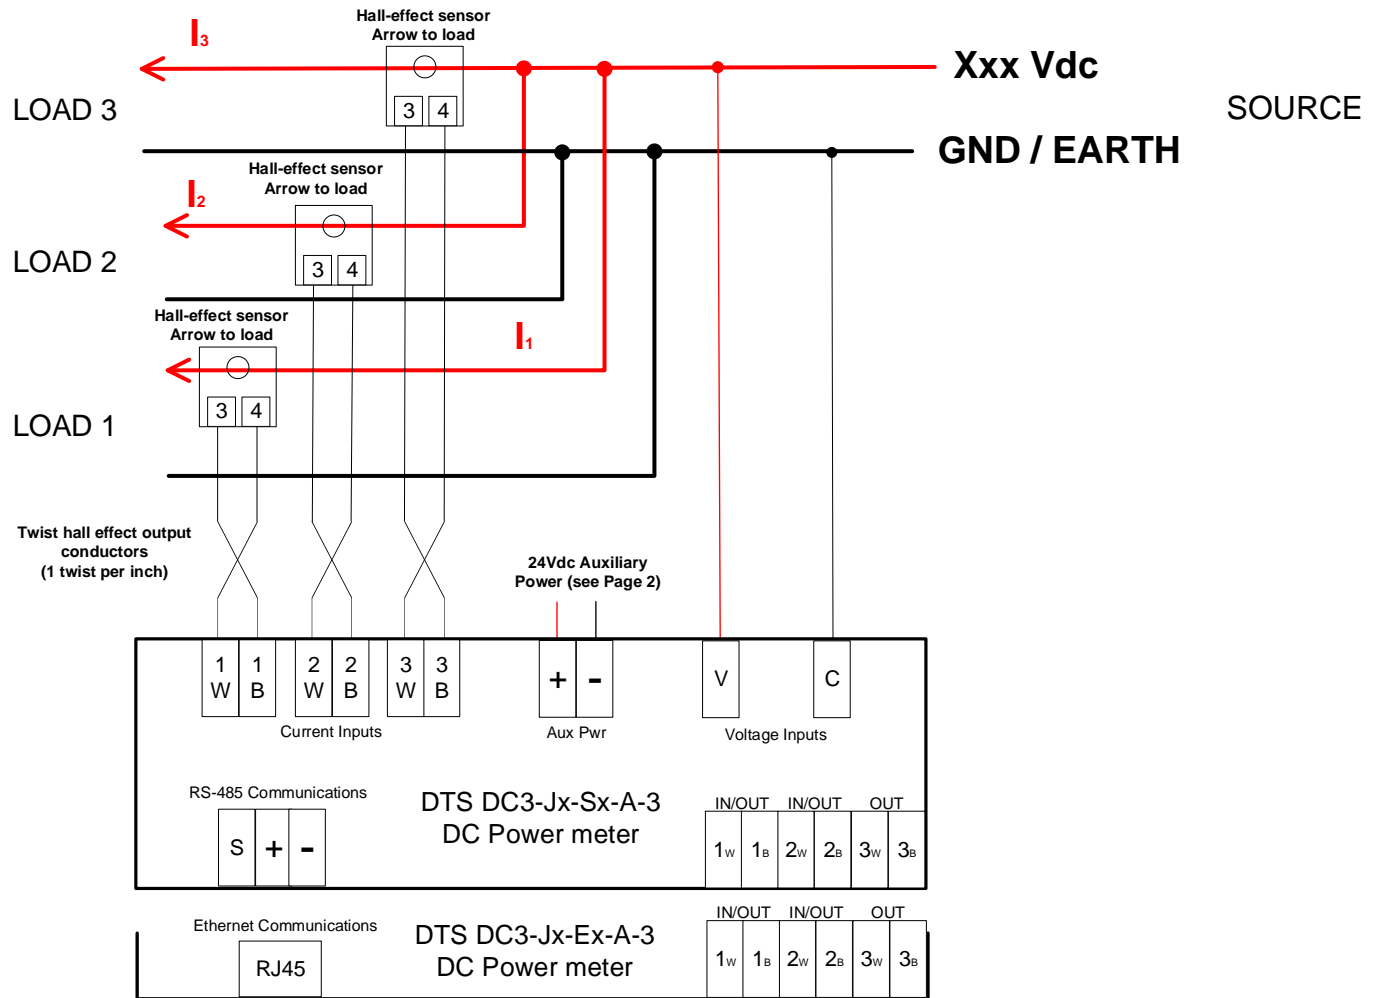 Hall-effect sensor
Arrow to load
I3
Xxx Vdc
LOAD 3
3 4
SOURCE
GND / EARTH
Hall-effect sensor
Arrow to load
I2
LOAD 2
3 4
Hall-effect sensor
Arrow to load
I1
LOAD 1
3 4
Twist hall effect output
conductors
(1 twist per inch)
24Vdc Auxiliary
Power (see Page 2)
1 1 2 2 3 3
W B W B W B
+ -
V
C
Current Inputs
Aux Pwr
Voltage Inputs
RS-485 Communications
S + -
DTS DC3-Jx-Sx-A-3
DC Power meter
IN/OUT IN/OUT OUT
1W 1B 2W 2B 3W 3B
Ethernet Communications
RJ45
DTS DC3-Jx-Ex-A-3
DC Power meter
IN/OUT IN/OUT OUT
1W 1B 2W 2B 3W 3B